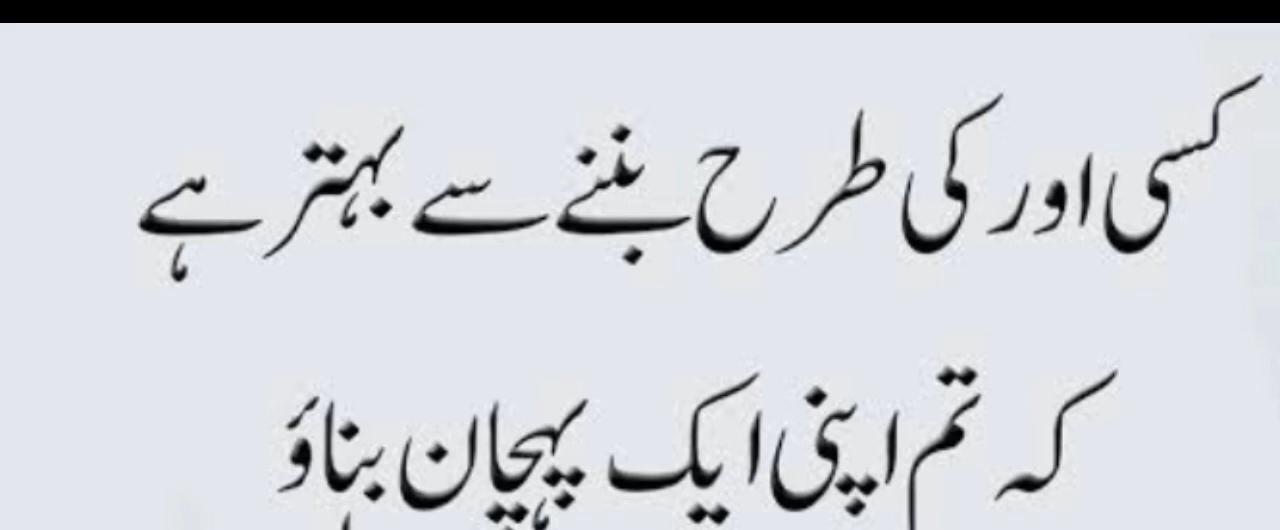 کسی اور کی طرح بننے سے بہتر ہے
کہ تم اپنی ایک پہچان بناؤ